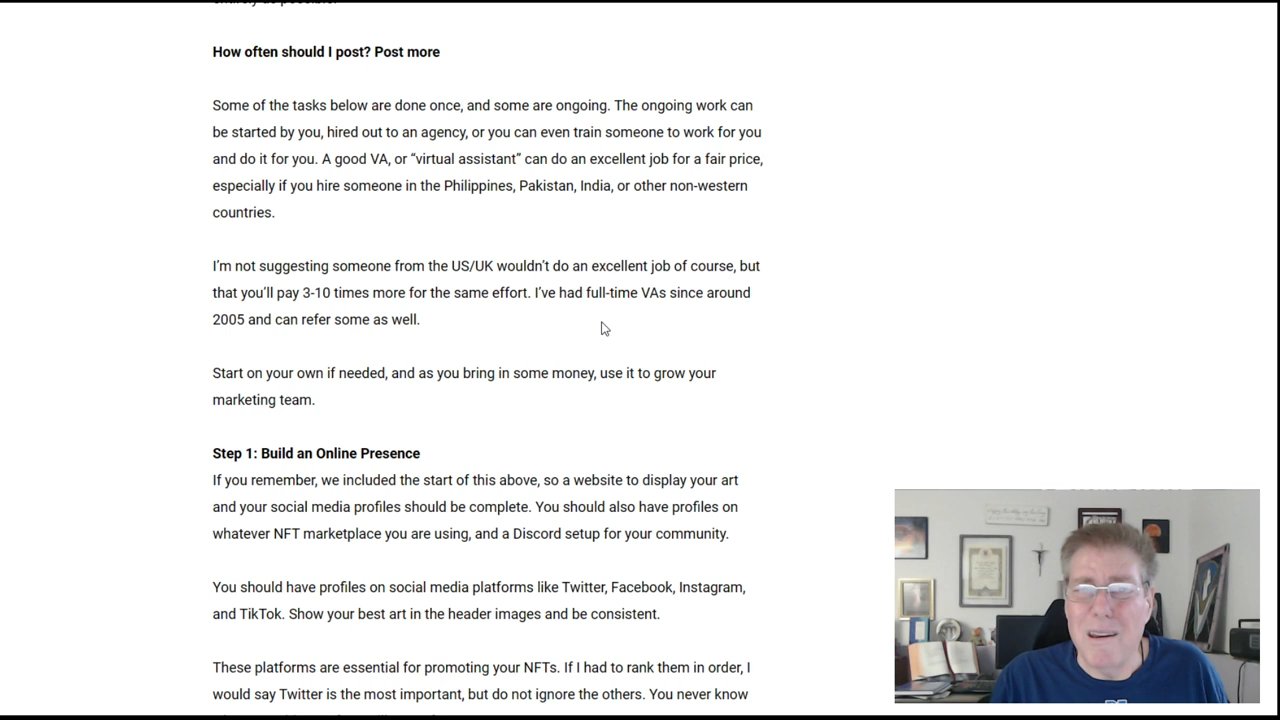 How often should I post? Post more
Some of the tasks below are done once, and some are ongoing. The ongoing work can
be started by you, hired out to an agency, or you can even train someone to work for you
and do it for you. A good VA, or “virtual assistant” can do an excellent job for a fair price,
especially if you hire someone in the Philippines, Pakistan, India, or other non-western
countries.
I’m not suggesting someone from the US/UK wouldn’t do an excellent job of course, but
that you’ll pay 3-10 times more for the same effort. I’ve had full-time VAs since around
2005 and can refer some as well.
Start on your own if needed, and as you bring in some money, use it to grow your
marketing team.
Step 1: Build an Online Presence
If you remember, we included the start of this above, so a website to display your art
and your social media profiles should be complete. You should also have profiles on
whatever NFT marketplace you are using, and a Discord setup for your community.
You should have profiles on social media platforms like Twitter, Facebook, Instagram,
and TikTok. Show your best art in the header images and be consistent.
These platforms are essential for promoting your NFTs. If I had to rank them in order, I
would say Twitter is the most important, but do not ignore the others. You never know